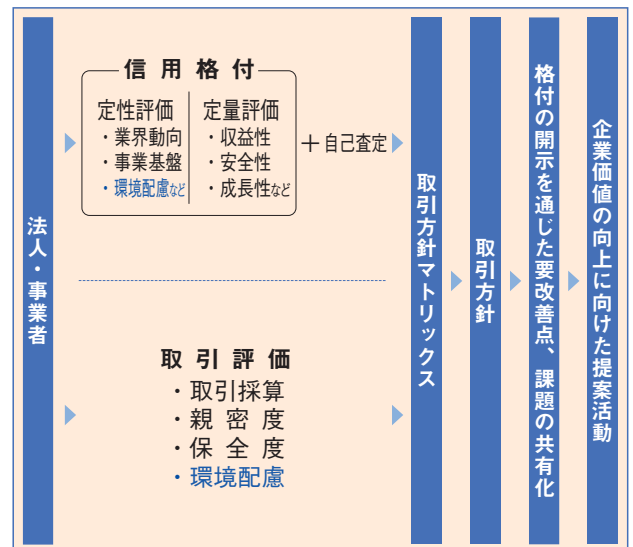 法人・事業者
信用格付
定性評価
・業界動向
・事業基盤
・環境配慮など
定量評価
・収益性
・安全性
・成長性など
＋自己査定
取引評価
・取引採算
・親密度
・保全度
・環境配慮
取引方針マトリックス
取引方針
格付の開示を通じた要改善点、課題の共有化
企業価値の向上に向けた提案活動